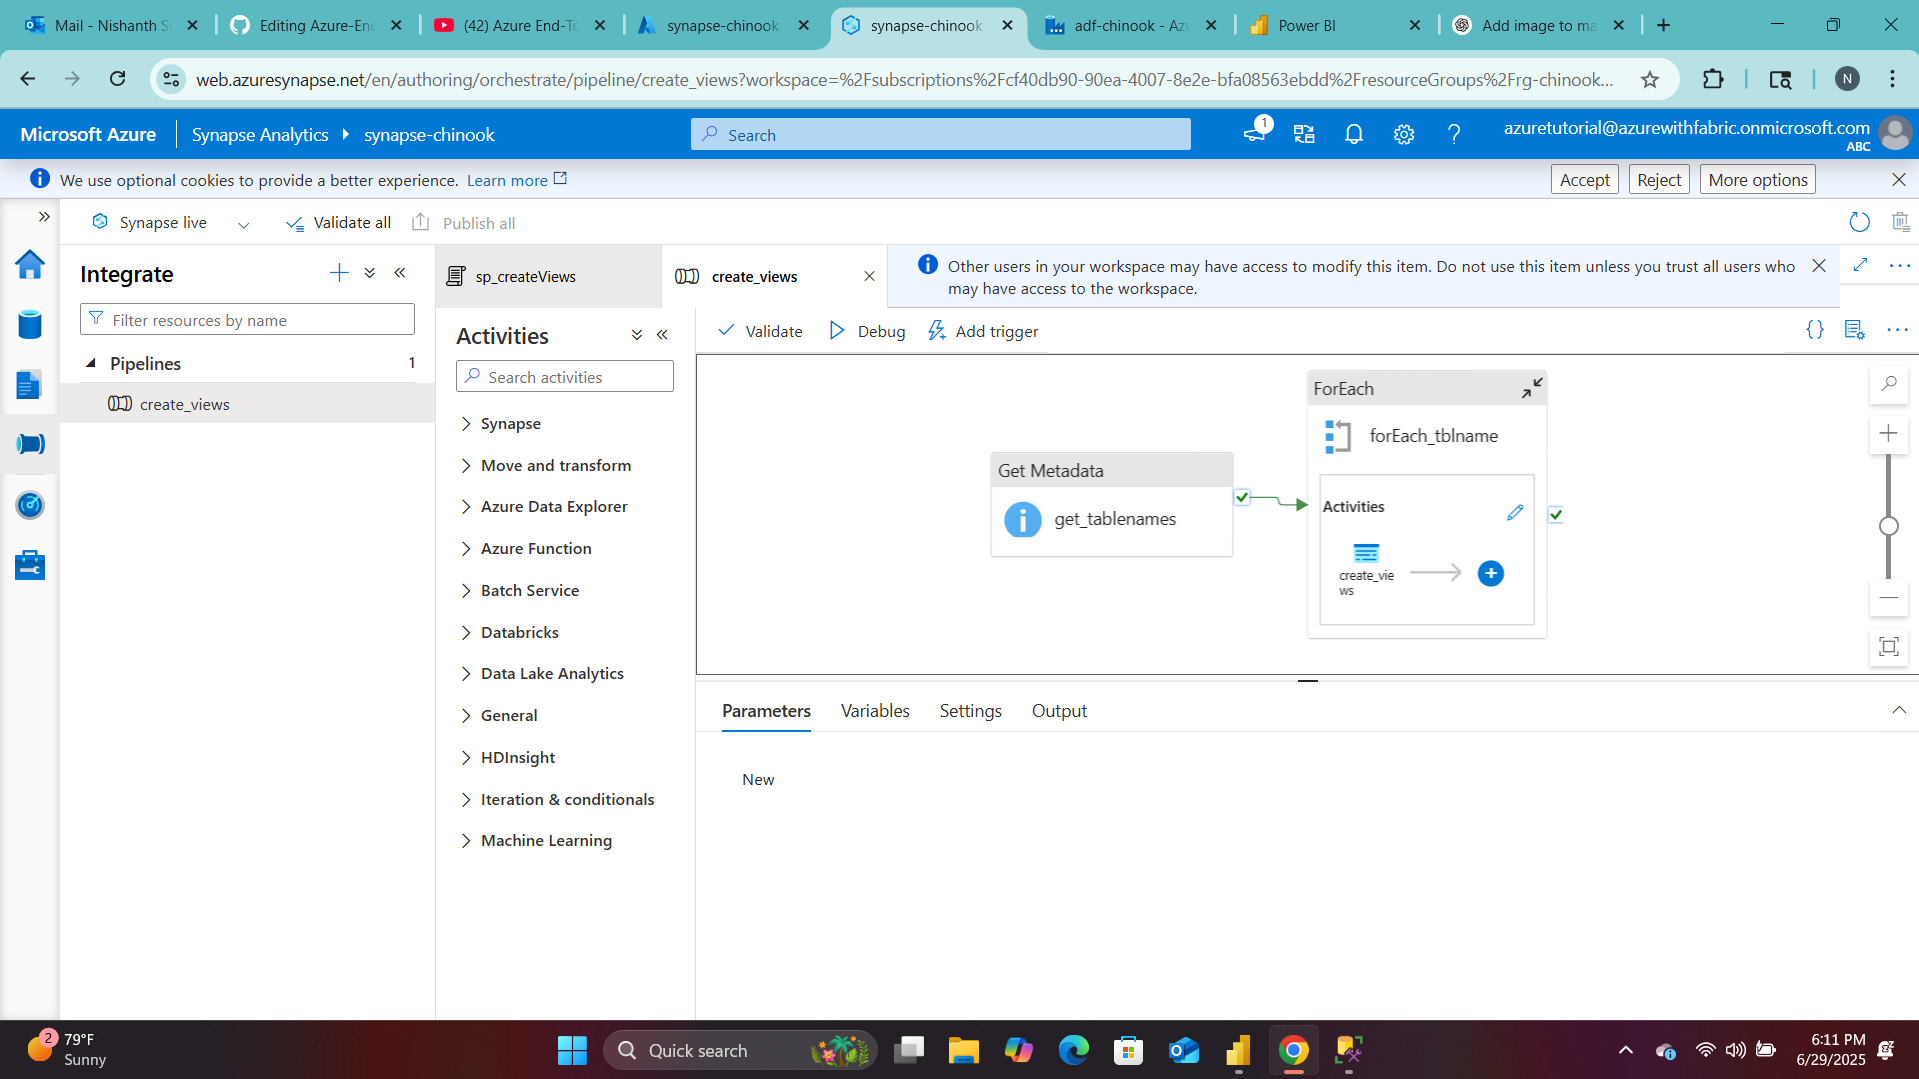 Mail - Nishanth S
Editing Azure-End
(42) Azure End-To
synapse-chinook
synapse-chinook
adf-chinook - Az
Power BI
Add image to ma
web.azuresynapse.net/en/authoring/orchestrate/pipeline/create_views?workspace=%2Fsubscriptions%2Fcf40db90-90ea-4007-8e2e-bfa08563ebdd%2FresourceGroups%2Frg-chinook...
N
Microsoft Azure
Synapse Analytics
synapse-chinook
Search
1
azuretutorial@azurewithfabric.onmicrosoft.com
ABC
We use optional cookies to provide a better experience. Learn more
Accept
Reject
More options
Synapse live
Validate all
Publish all
Integrate
Filter resources by name
Pipelines
1
create_views
sp_createViews
create_views
Other users in your workspace may have access to modify this item. Do not use this item unless you trust all users who
may have access to the workspace.
Activities
Search activities
Synapse
Move and transform
Azure Data Explorer
Azure Function
Batch Service
Databricks
Data Lake Analytics
General
HDInsight
Iteration & conditionals
Machine Learning
Validate
Debug
Add trigger
Get Metadata
get_tablenames
ForEach
forEach_tblname
Activities
create_vie
ws
Parameters
Variables
Settings
Output
New
2
79°F
Sunny
Quick search
6:11 PM
6/29/2025